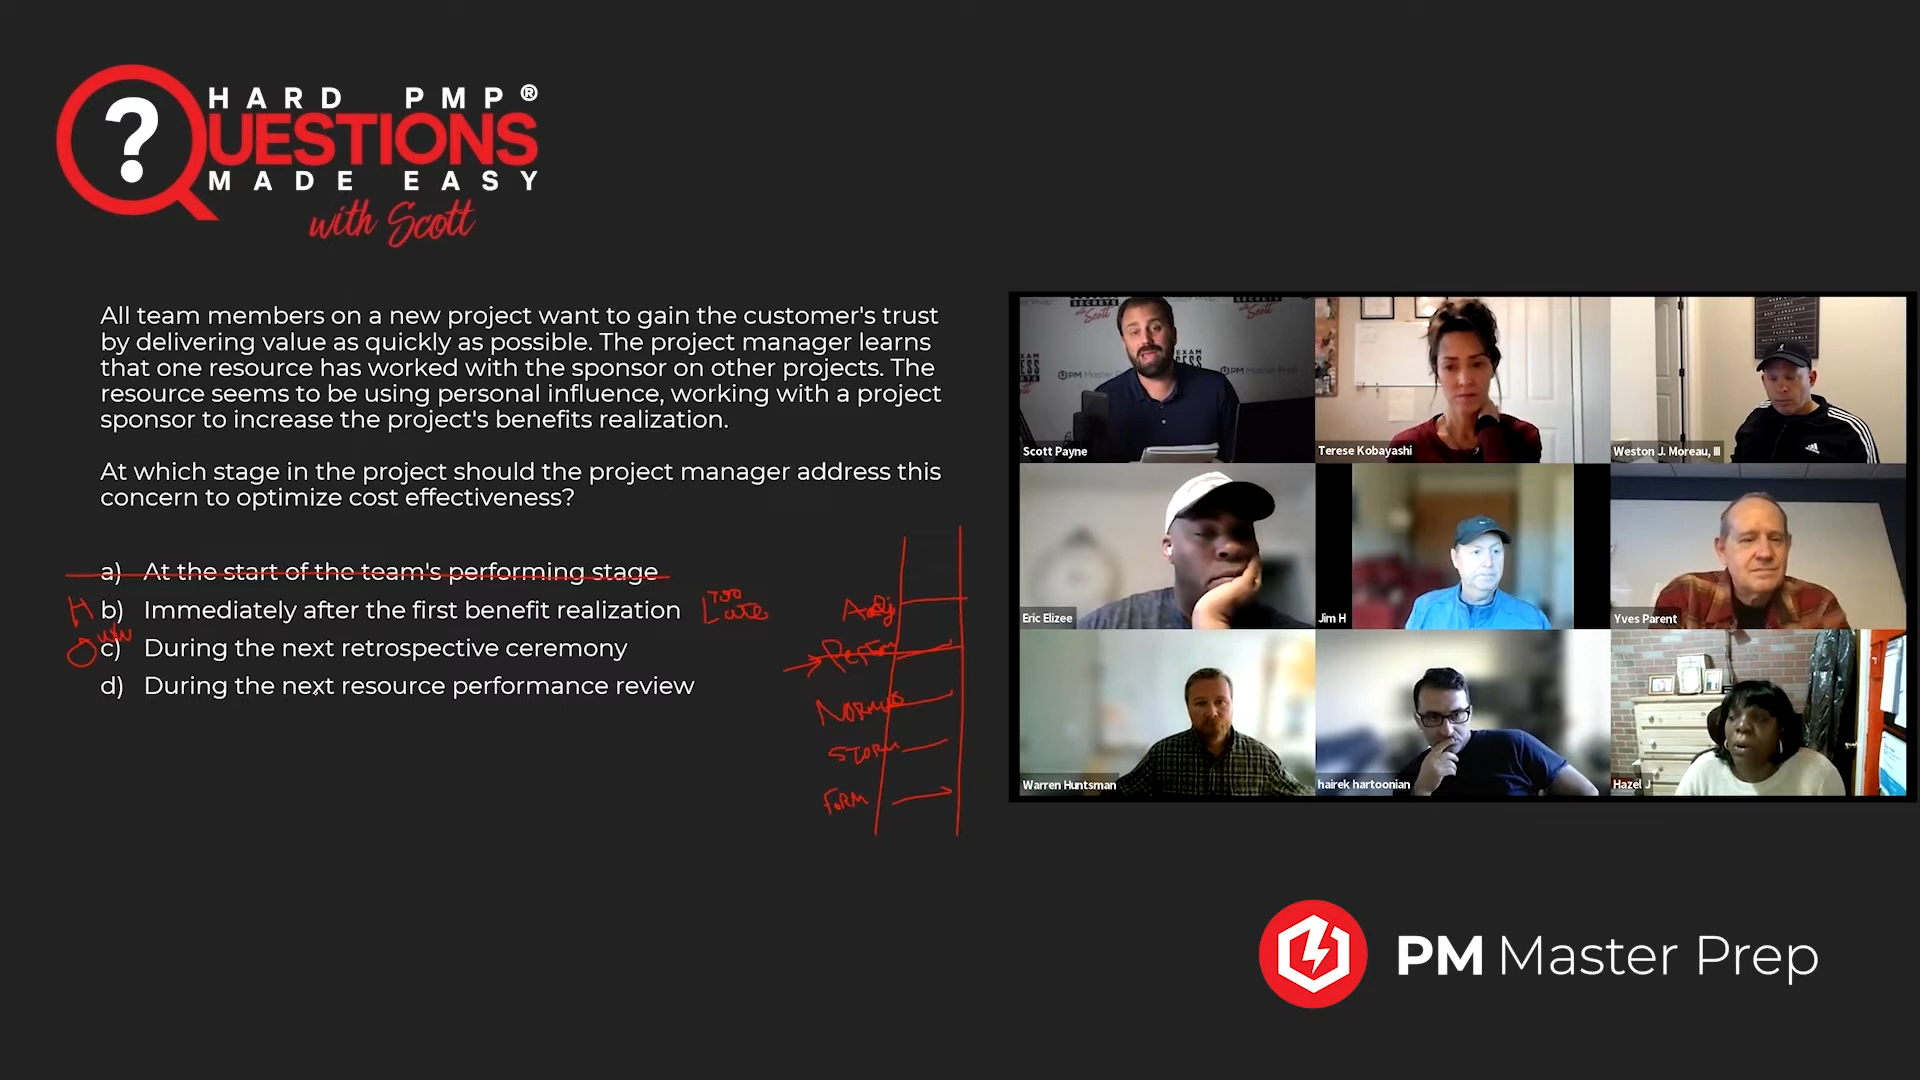 HARD PMP®
QUESTIONS
MADE EASY
with Scott
All team members on a new project want to gain the customer's trust
by delivering value as quickly as possible. The project manager learns
that one resource has worked with the sponsor on other projects. The
resource seems to be using personal influence, working with a project
sponsor to increase the project's benefits realization.
At which stage in the project should the project manager address this
concern to optimize cost effectiveness?
a) At the start of the team's performing stage
H b) Immediately after the first benefit realization Too Late
c) During the next retrospective ceremony
d) During the next resource performance review
Adj
Perform
Storm
Form
Scott Payne
Terese Kobayashi
Weston J. Moreau, III
Eric Elizee
Jim H
Yves Parent
Warren Huntsman
hairek hartoonian
Hazel J
PM Master Prep
PM Master Prep